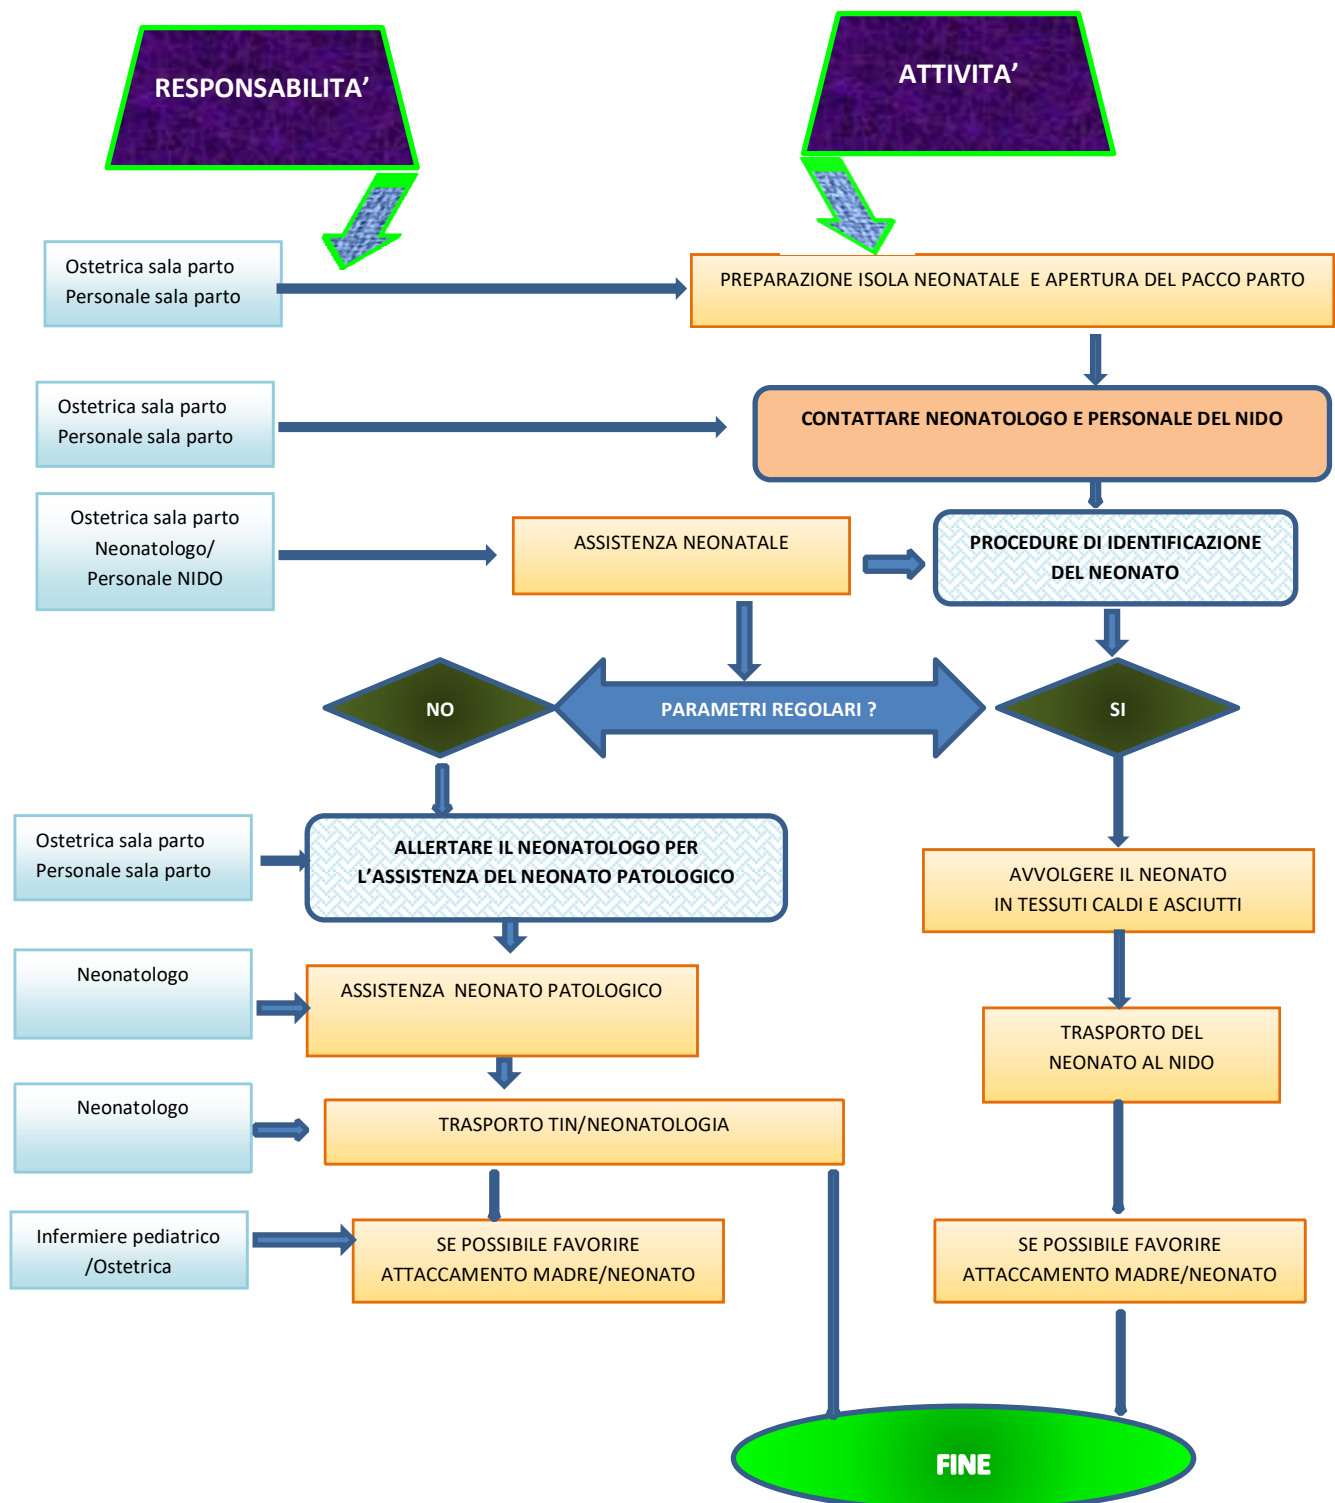 RESPONSABILITA’
ATTIVITA’
Ostetrica sala parto
Personale sala parto
PREPARAZIONE ISOLA NEONATALE E APERTURA DEL PACCO PARTO
Ostetrica sala parto
Personale sala parto
CONTATTARE NEONATOLOGO E PERSONALE DEL NIDO
Ostetrica sala parto
Neonatologo/
Personale NIDO
ASSISTENZA NEONATALE
PROCEDURE DI IDENTIFICAZIONE
DEL NEONATO
NO
PARAMETRI REGOLARI ?
SI
Ostetrica sala parto
Personale sala parto
ALLERTARE IL NEONATOLOGO PER
L’ASSISTENZA DEL NEONATO PATOLOGICO
AVVOLGERE IL NEONATO
IN TESSUTI CALDI E ASCIUTTI
Neonatologo
ASSISTENZA NEONATO PATOLOGICO
TRASPORTO DEL
NEONATO AL NIDO
Neonatologo
TRASPORTO TIN/NEONATOLOGIA
Infermiere pediatrico
/Ostetrica
SE POSSIBILE FAVORIRE
ATTACCAMENTO MADRE/NEONATO
SE POSSIBILE FAVORIRE
ATTACCAMENTO MADRE/NEONATO
FINE